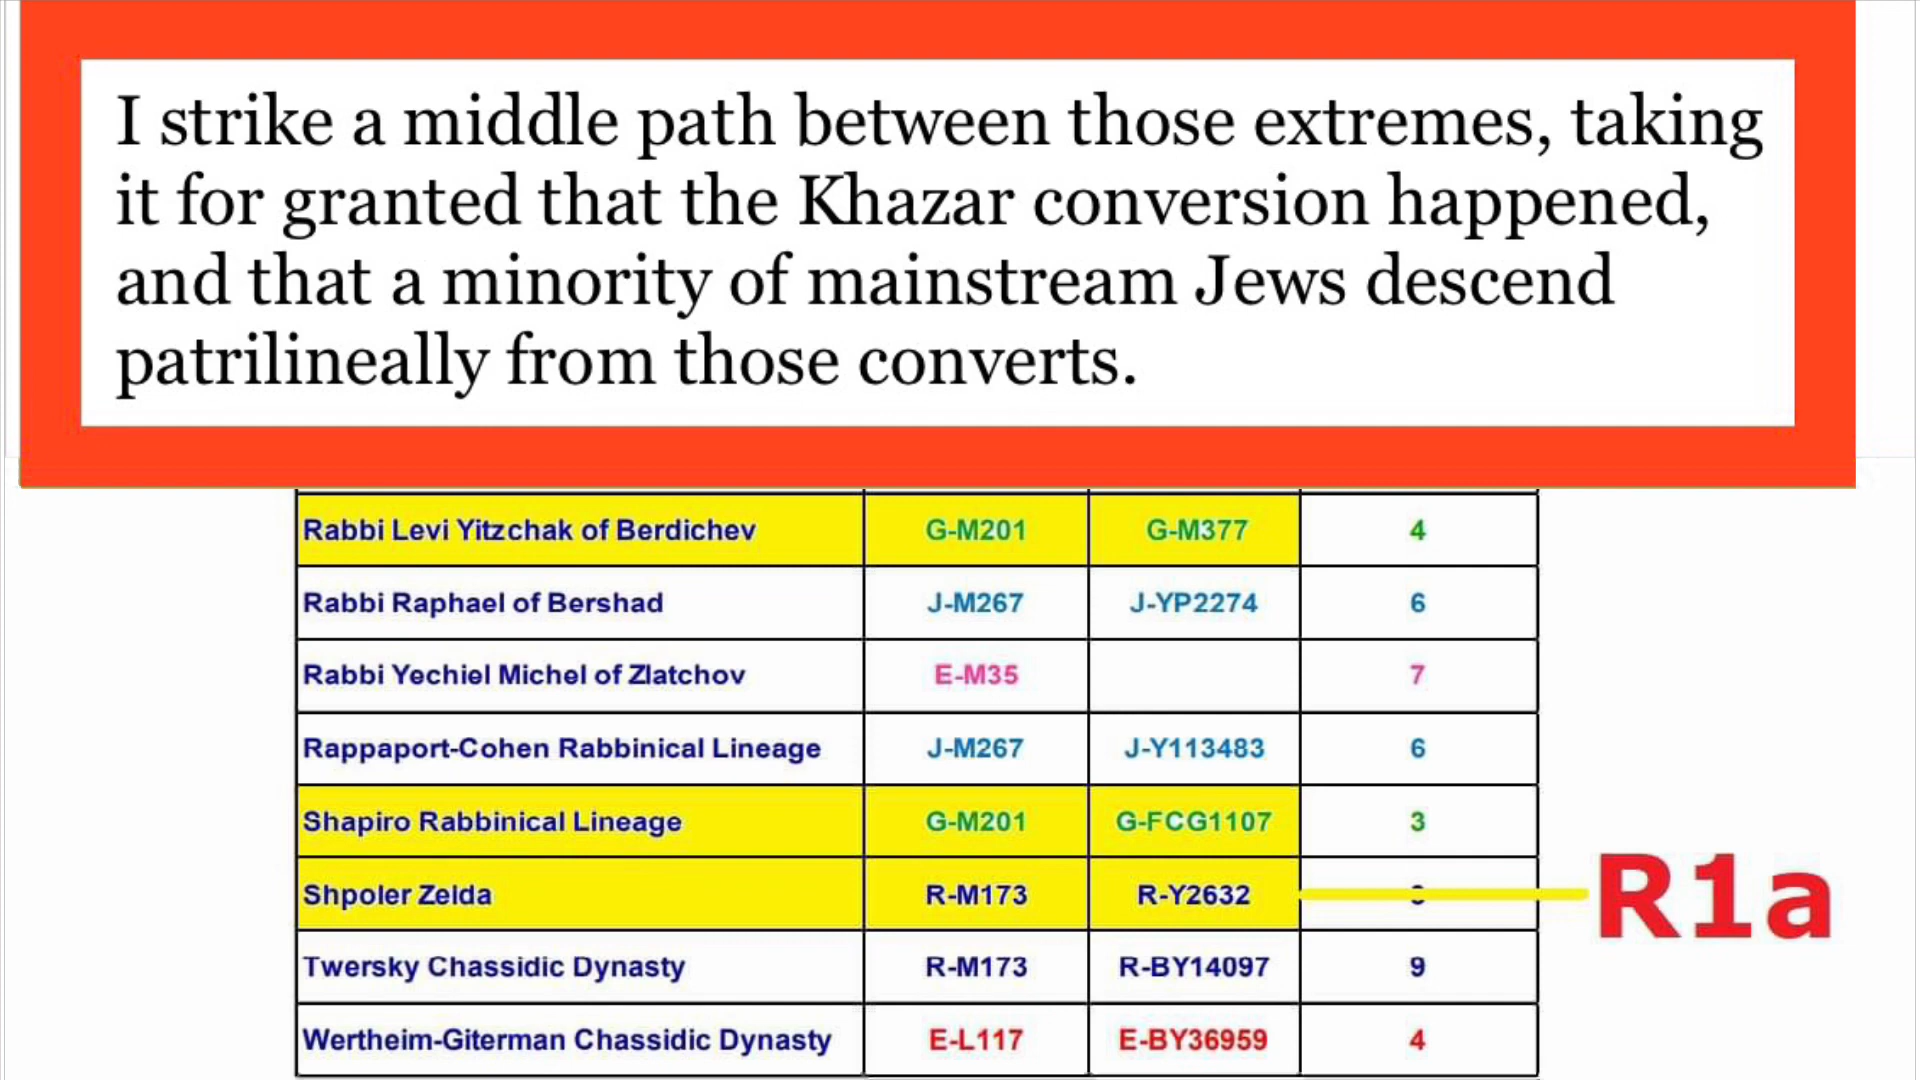 I strike a middle path between those extremes, taking
it for granted that the Khazar conversion happened,
and that a minority of mainstream Jews descend
patrilineally from those converts.
Rabbi Levi Yitzchak of Berdichev G-M201 G-M377 4
Rabbi Raphael of Bershad J-M267 J-YP2274 6
Rabbi Yechiel Michel of Zlatchov E-M35 7
Rappaport-Cohen Rabbinical Lineage J-M267 J-Y113483 6
Shapiro Rabbinical Lineage G-M201 G-FCG1107 3
Shpoler Zeida R-M173 R-Y2632 R1a
Twersky Chassidic Dynasty R-M173 R-BY14097 9
Wertheim-Giterman Chassidic Dynasty E-L117 E-BY36959 4